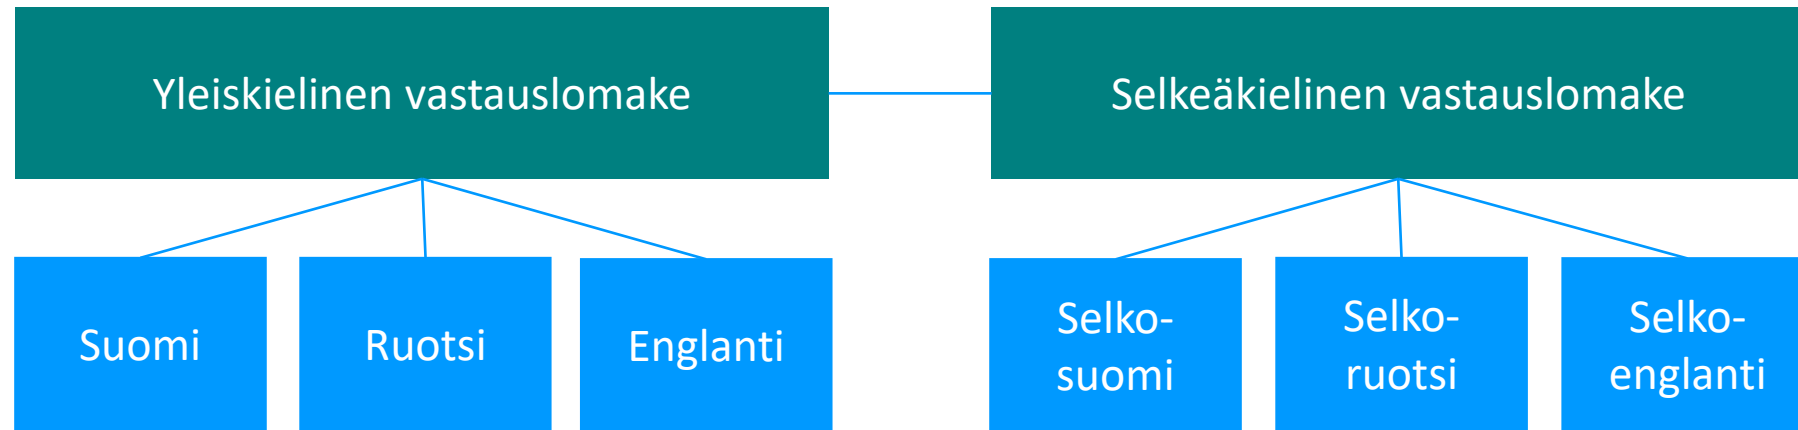 Yleiskielinen vastauslomake
Selkeäkielinen vastauslomake
Suomi
Ruotsi
Englanti
Selko-
suomi
Selko-
ruotsi
Selko-
englanti